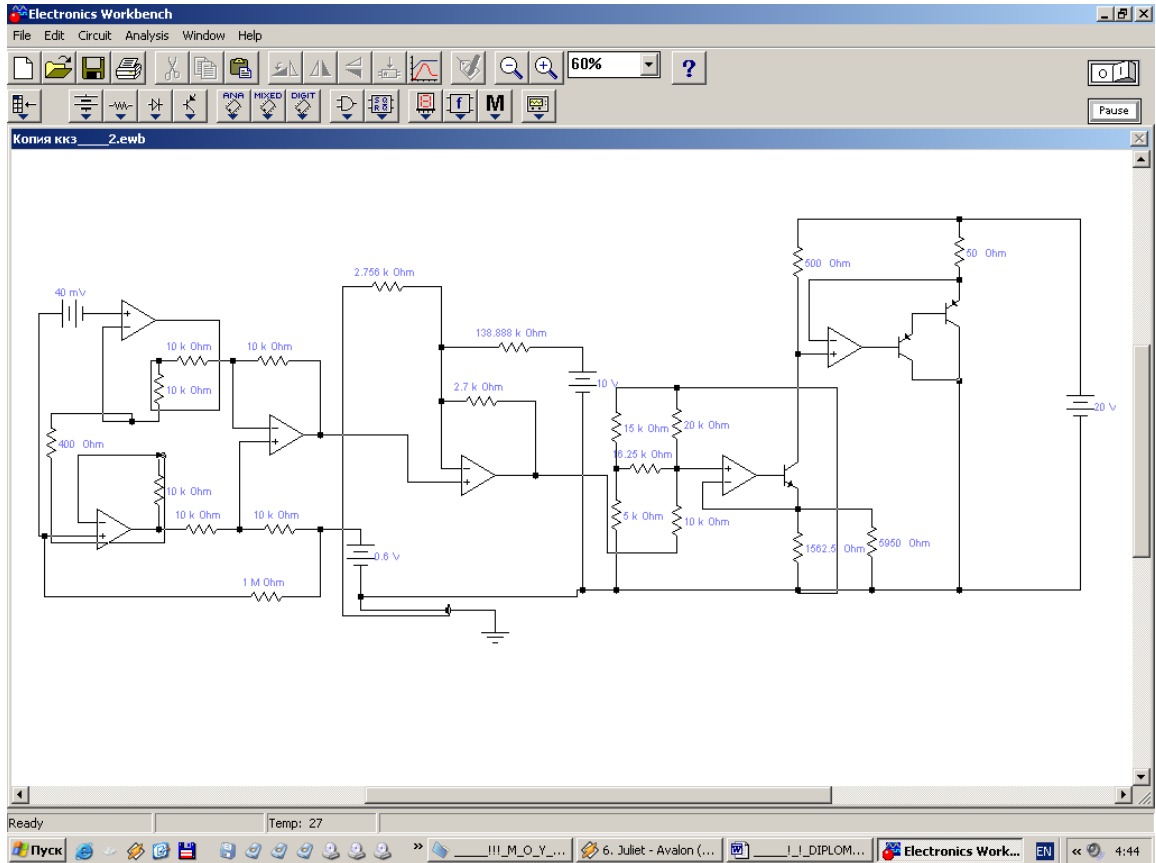 Electronics Workbench
File Edit Circuit Analysis Window Help
60%
?
O I
ANA MIXED DIGIT
M
Pause
Копия ккз____2.ewb
500 Ohm
50 Ohm
2.756 k Ohm
40 mV
138.888 k Ohm
10 k Ohm
10 k Ohm
10 k Ohm
2.7 k Ohm
10 V
20 V
15 k Ohm
20 k Ohm
400 Ohm
16.25 k Ohm
10 k Ohm
10 k Ohm
10 k Ohm
5 k Ohm
10 k Ohm
0.6 V
1562.5 Ohm
5950 Ohm
1 M Ohm
Ready
Temp: 27
Пуск
»
_____!!!_M_O_Y_...
6. Juliet - Avalon (...
_____!_!_DIPLOM...
Electronics Work...
EN
«
4:44